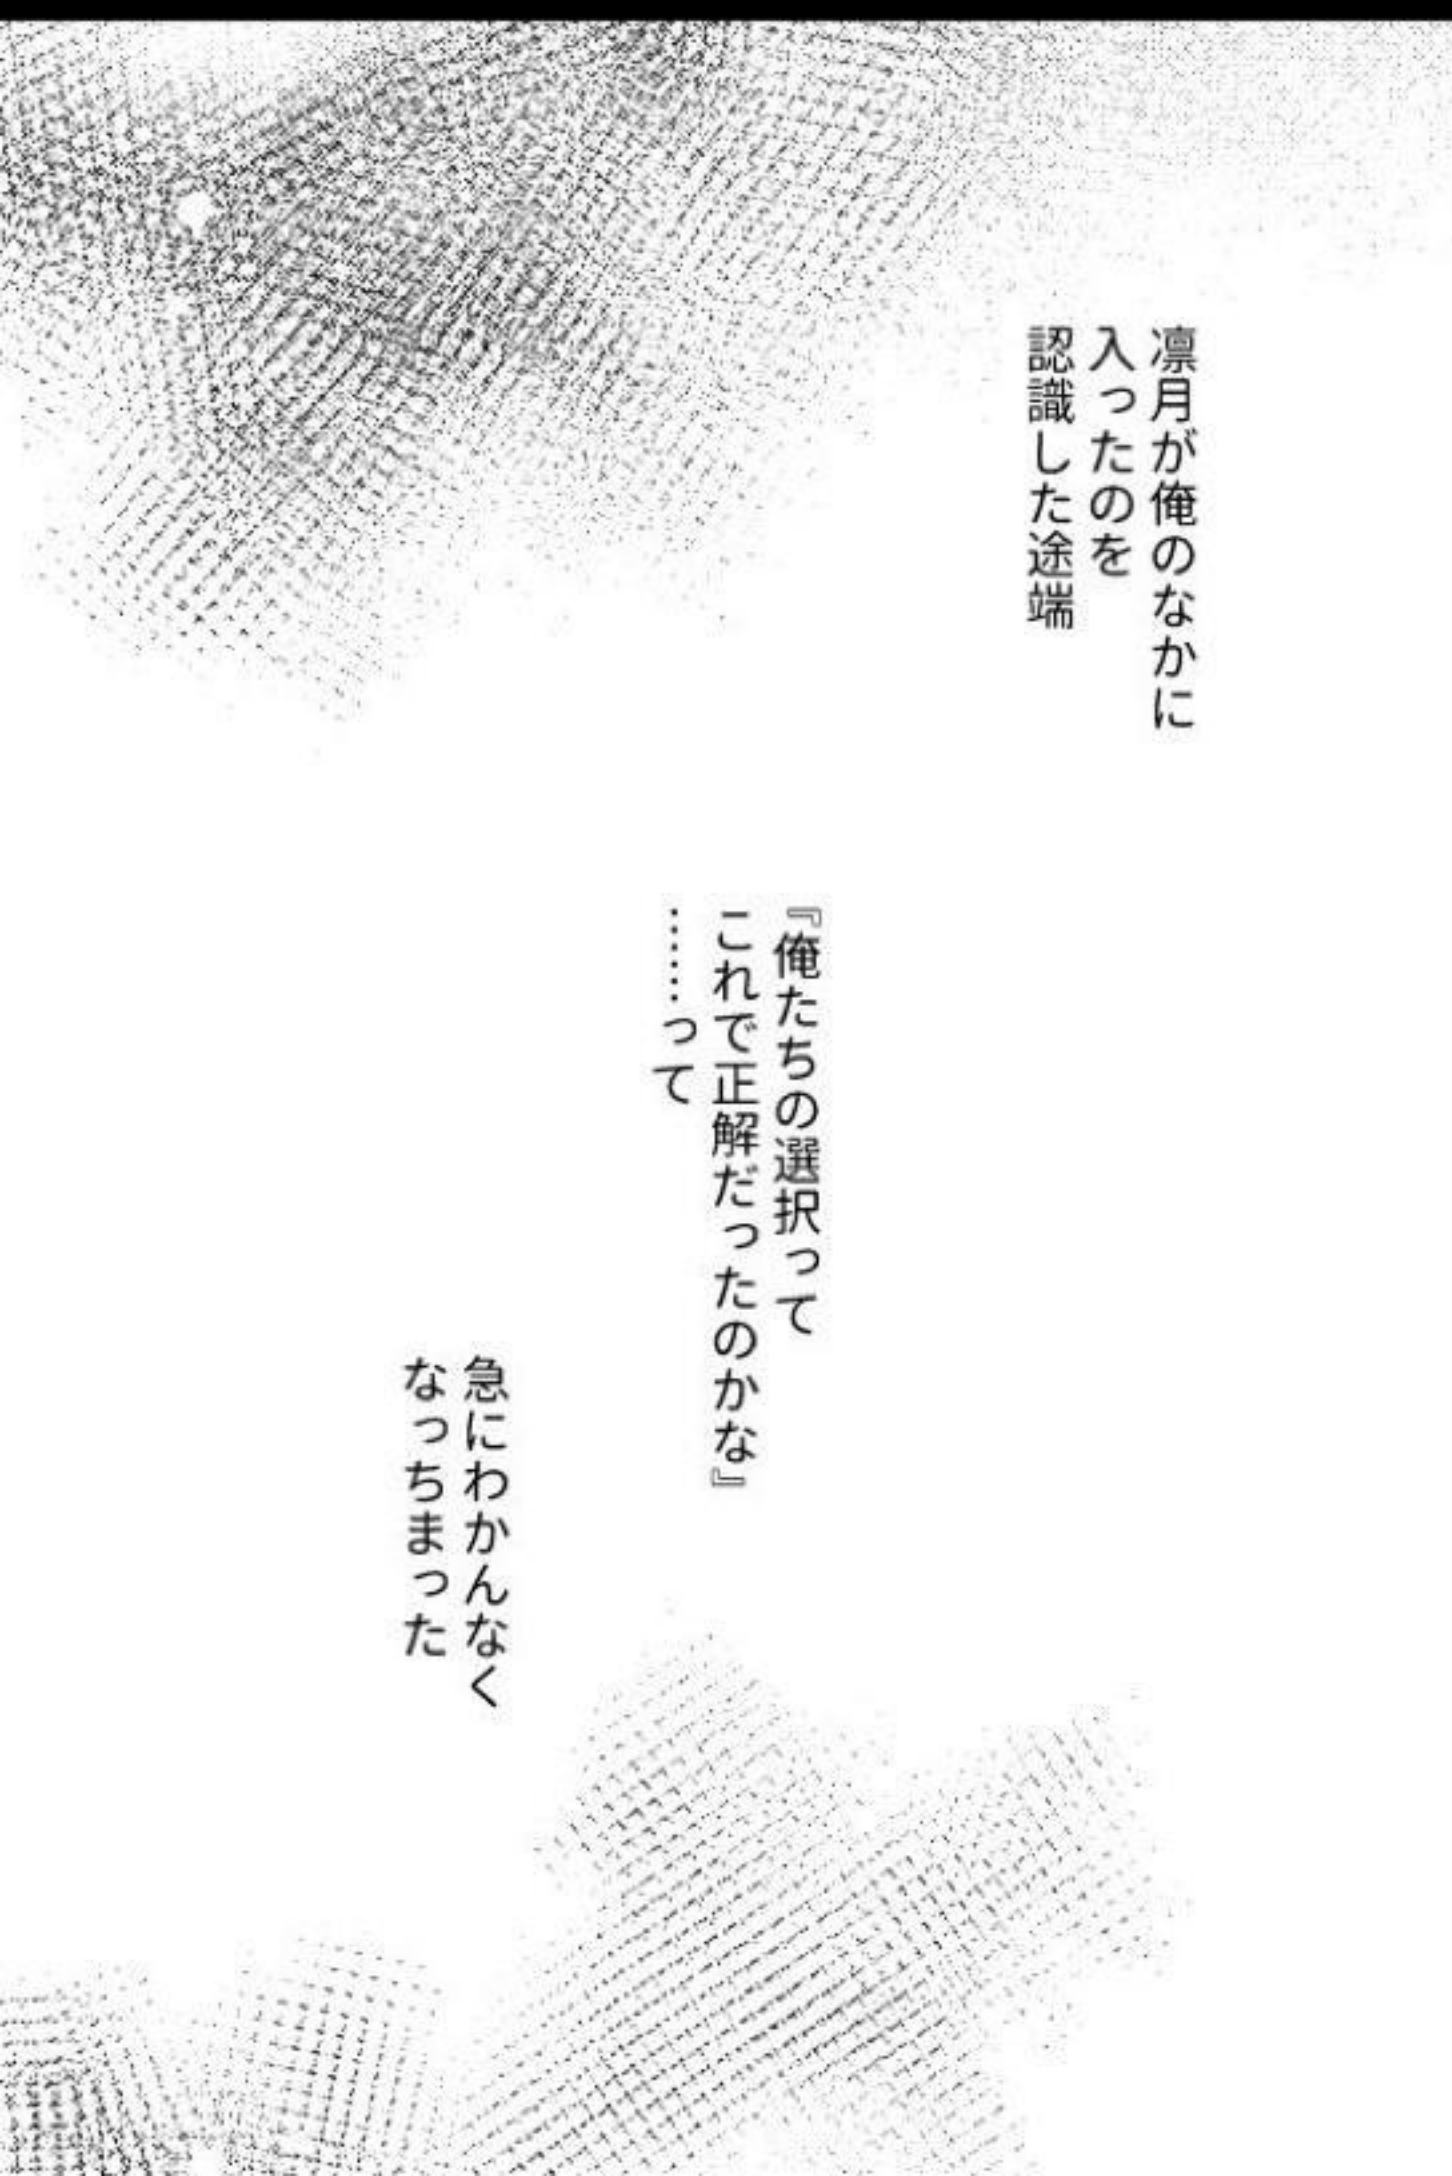 凛月が俺のなかに
入ったのを
認識した途端
『俺たちの選択って
これで正解だったのかな』
……って
急にわかんなく
なっちまった